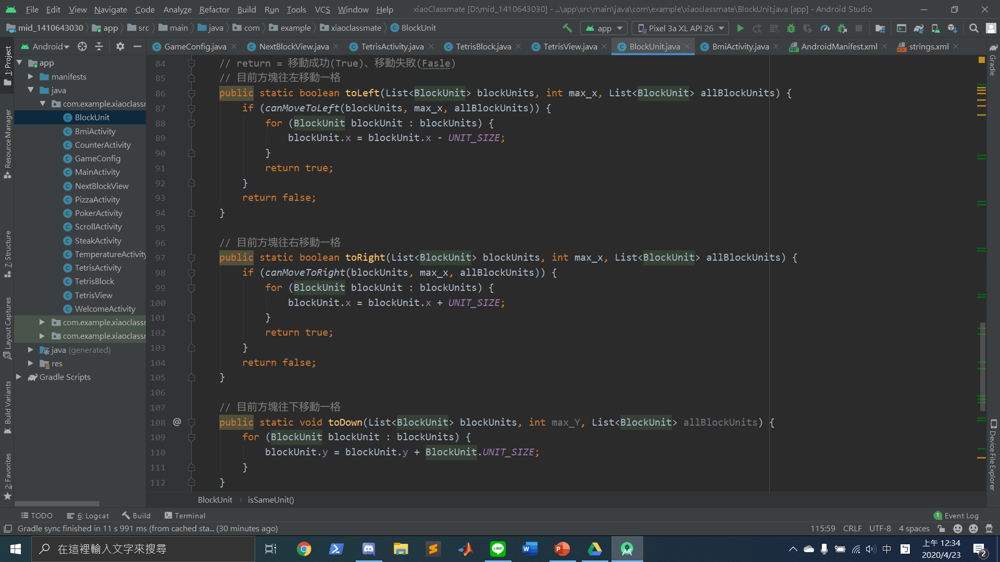 File Edit View Navigate Code Analyze Refactor Build Run Tools VCS Window Help xiaoClassmate [D:\mid_1410643030] - ...\app\src\main\java\com\example\xiaoclassmate\BlockUnit.java [app] - Android Studio
mid_1410643030 app src main java com example xiaoclassmate BlockUnit app Pixel 3a XL API 26
Android GameConfig.java NextBlockView.java TetrisActivity.java TetrisBlock.java TetrisView.java BlockUnit.java BmiActivity.java AndroidManifest.xml strings.xml
1: Project
Resource Manager
7: Structure
Layout Captures
Build Variants
2: Favorites
app
manifests
java
com.example.xiaoclassr
BlockUnit
BmiActivity
CounterActivity
GameConfig
MainActivity
NextBlockView
PizzaActivity
PokerActivity
ScrollActivity
SteakActivity
TemperatureActivity
TetrisActivity
TetrisBlock
TetrisView
WelcomeActivity
com.example.xiaoclassr
com.example.xiaoclassr
java (generated)
res
Gradle Scripts
84 // return = 移動成功(True)、移動失敗(Fasle)
85 // 目前方塊往左移動一格
86 public static boolean toLeft(List<BlockUnit> blockUnits, int max_x, List<BlockUnit> allBlockUnits) {
87 if (canMoveToLeft(blockUnits, max_x, allBlockUnits)) {
88 for (BlockUnit blockUnit : blockUnits) {
89 blockUnit.x = blockUnit.x - UNIT_SIZE;
90 }
91 return true;
92 }
93 return false;
94 }
95
96 // 目前方塊往右移動一格
97 public static boolean toRight(List<BlockUnit> blockUnits, int max_x, List<BlockUnit> allBlockUnits) {
98 if (canMoveToRight(blockUnits, max_x, allBlockUnits)) {
99 for (BlockUnit blockUnit : blockUnits) {
100 blockUnit.x = blockUnit.x + UNIT_SIZE;
101 }
102 return true;
103 }
104 return false;
105 }
106
107 // 目前方塊往下移動一格
108 @ public static void toDown(List<BlockUnit> blockUnits, int max_Y, List<BlockUnit> allBlockUnits) {
109 for (BlockUnit blockUnit : blockUnits) {
110 blockUnit.y = blockUnit.y + BlockUnit.UNIT_SIZE;
111 }
112 }
Gradle
Device File Explorer
BlockUnit › isSameUnit()
TODO 6: Logcat Build Terminal 1 Event Log
Gradle sync finished in 11 s 991 ms (from cached sta... (30 minutes ago) 115:59 CRLF UTF-8 4 spaces
在這裡輸入文字來搜尋
LINE
中
上午 12:34
2020/4/23
2